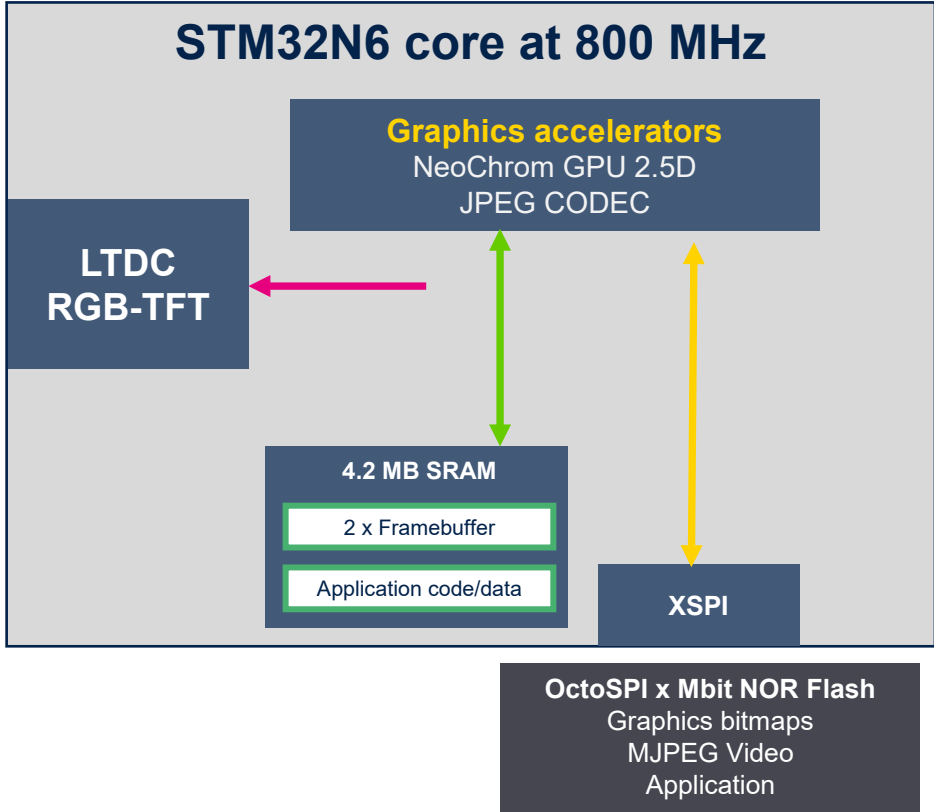 STM32N6 core at 800 MHz
Graphics accelerators
NeoChrom GPU 2.5D
JPEG CODEC
LTDC
RGB-TFT
4.2 MB SRAM
2 x Framebuffer
Application code/data
XSPI
OctoSPI x Mbit NOR Flash
Graphics bitmaps
MJPEG Video
Application